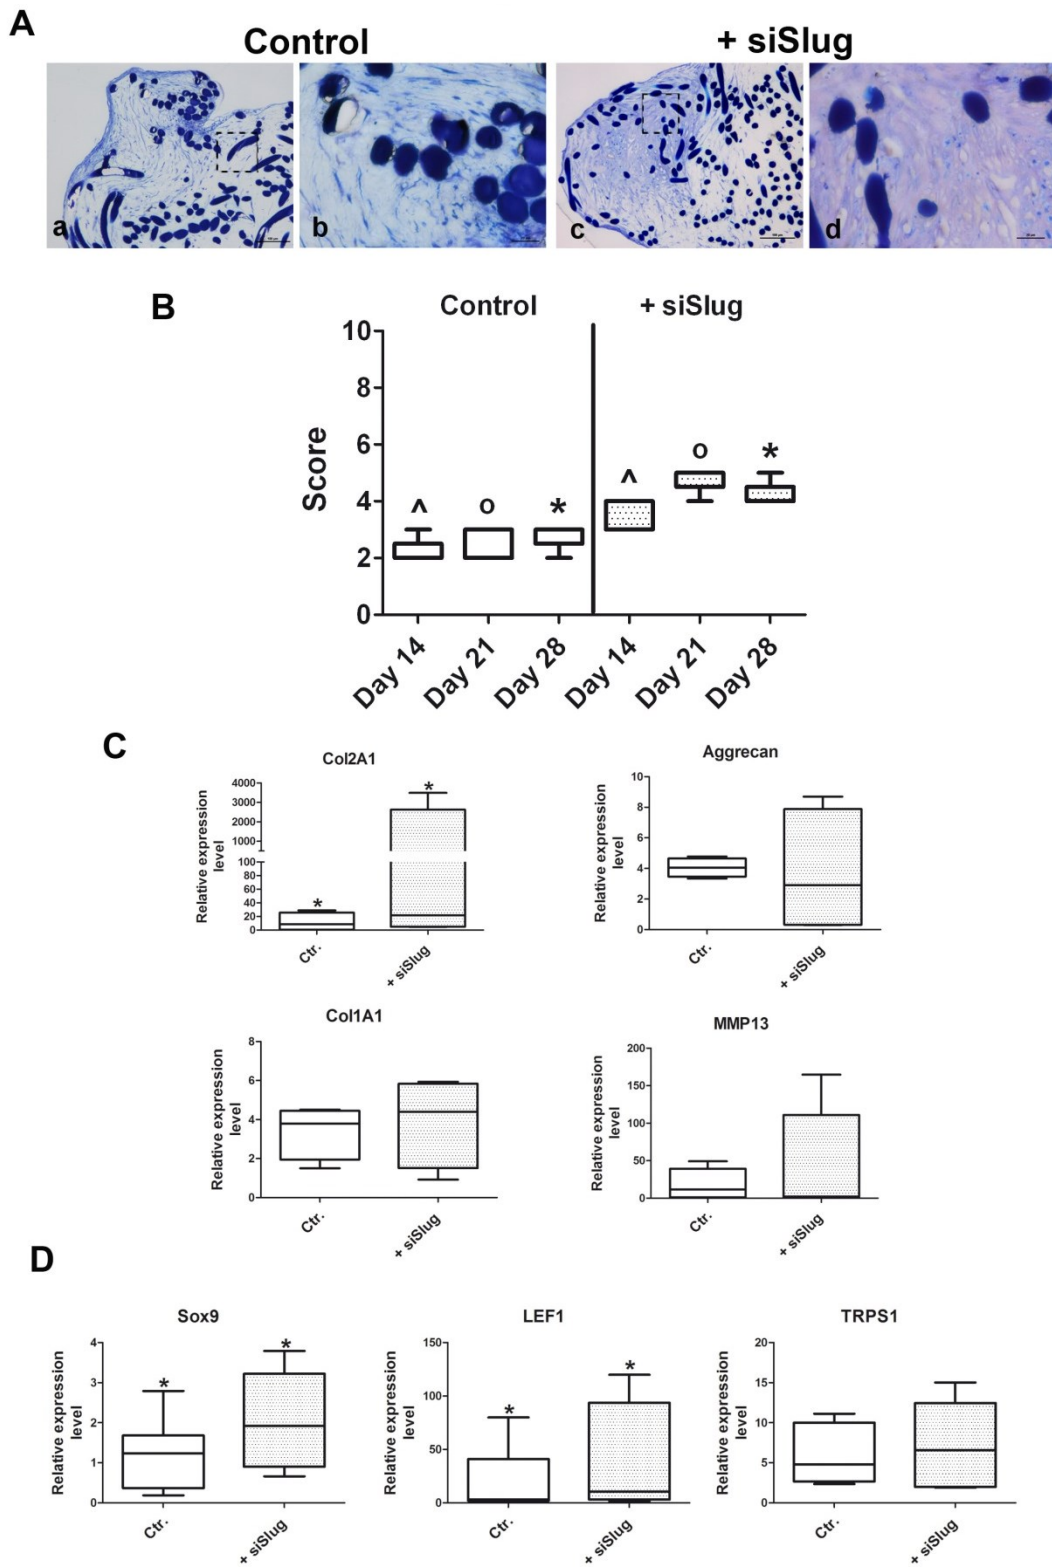 A
Control
+ siSlug
a
b
c
d
B
Control
+ siSlug
Score
10
8
6
4
2
0
^
o
*
^
o
*
Day 14
Day 21
Day 28
Day 14
Day 21
Day 28
C
Col2A1
Relative expression
level
4000
3000
2000
1000
100
80
60
40
20
0
*
*
Ctr.
+ siSlug
Aggrecan
Relative expression
level
10
8
6
4
2
0
Ctr.
+ siSlug
Col1A1
Relative expression
level
8
6
4
2
0
Ctr.
+ siSlug
MMP13
Relative expression
level
200
150
100
50
0
Ctr.
+ siSlug
D
Sox9
Relative expression
level
4
3
2
1
0
*
*
Ctr.
+ siSlug
LEF1
Relative expression
level
150
100
50
0
*
*
Ctr.
+ siSlug
TRPS1
Relative expression
level
20
15
10
5
0
Ctr.
+ siSlug